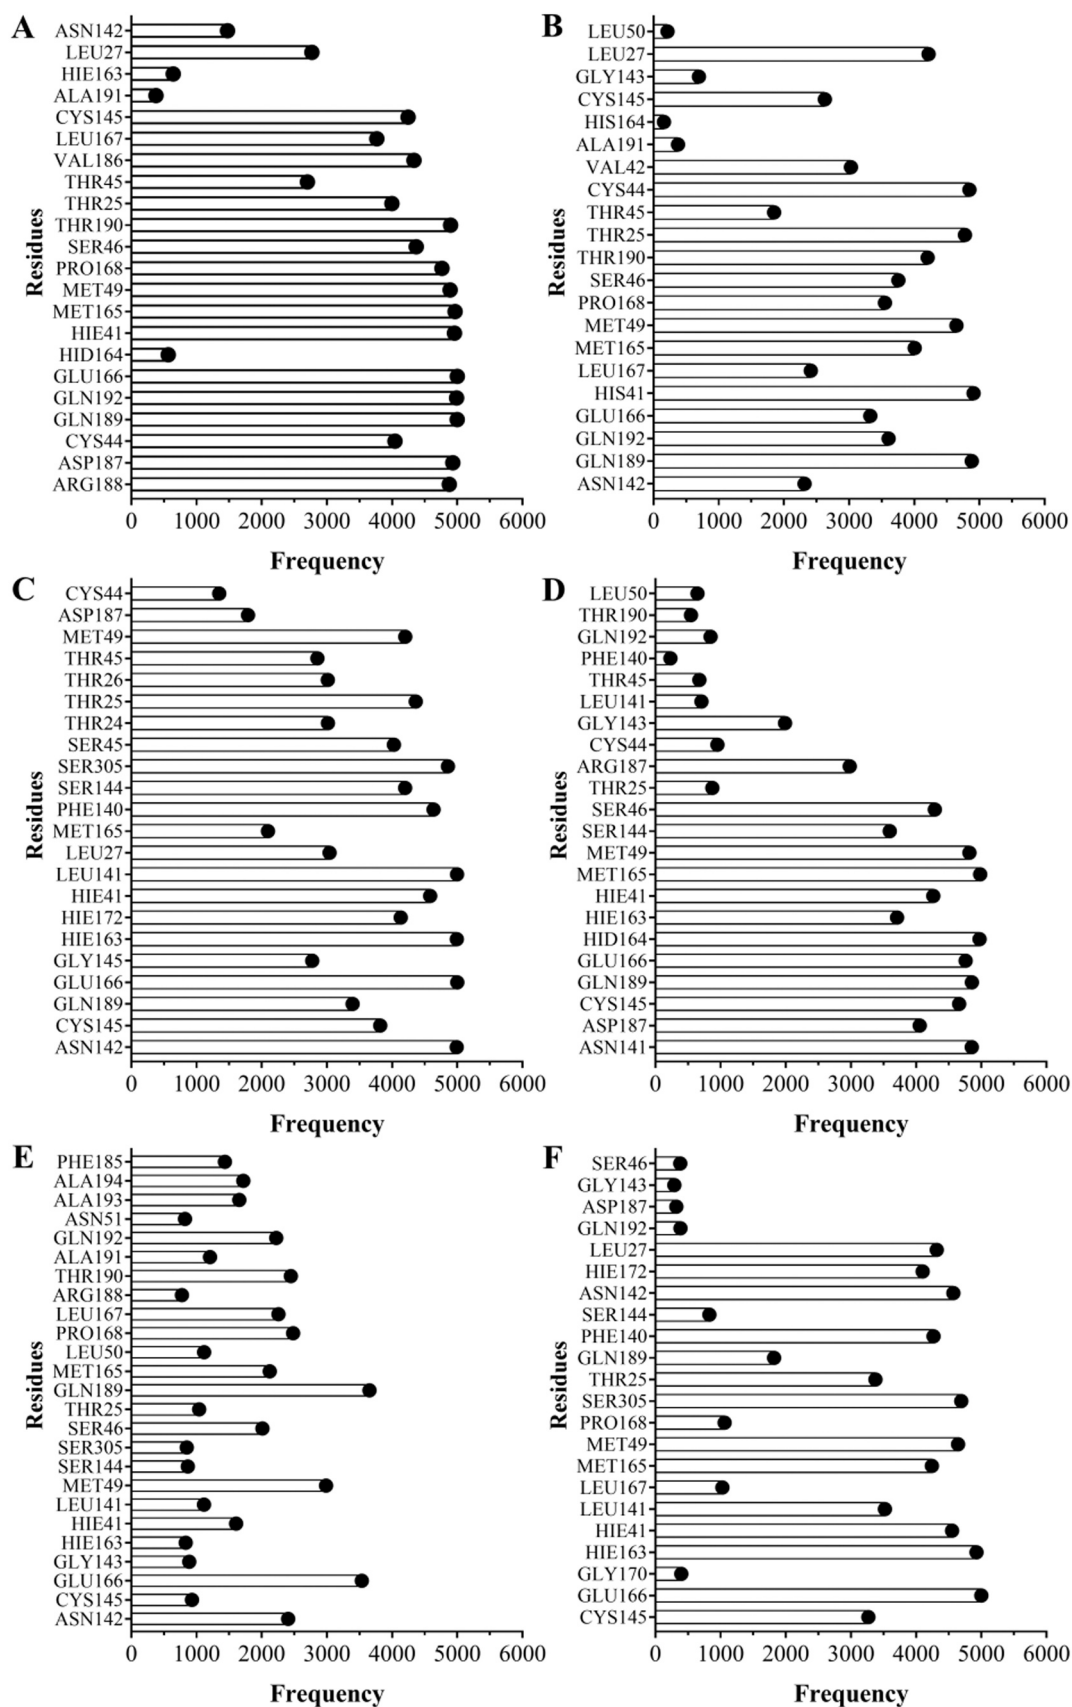 A
ASN142
LEU27
HIE163
ALA191
CYS145
LEU167
VAL186
THR45
THR25
THR190
SER46
PRO168
MET49
MET165
HIE41
HID164
GLU166
GLN192
GLN189
CYS44
ASP187
ARG188
Residues
0 1000 2000 3000 4000 5000 6000
Frequency
B
LEU50
LEU27
GLY143
CYS145
HIS164
ALA191
VAL42
CYS44
THR45
THR25
THR190
SER46
PRO168
MET49
MET165
LEU167
HIS41
GLU166
GLN192
GLN189
ASN142
Residues
0 1000 2000 3000 4000 5000 6000
Frequency
C
CYS44
ASP187
MET49
THR45
THR26
THR25
THR24
SER45
SER305
SER144
PHE140
MET165
LEU27
LEU141
HIE41
HIE172
HIE163
GLY145
GLU166
GLN189
CYS145
ASN142
Residues
0 1000 2000 3000 4000 5000 6000
Frequency
D
LEU50
THR190
GLN192
PHE140
THR45
LEU141
GLY143
CYS44
ARG187
THR25
SER46
SER144
MET49
MET165
HIE41
HIE163
HID164
GLU166
GLN189
CYS145
ASP187
ASN141
Residues
0 1000 2000 3000 4000 5000 6000
Frequency
E
PHE185
ALA194
ALA193
ASN51
GLN192
ALA191
THR190
ARG188
LEU167
PRO168
LEU50
MET165
GLN189
THR25
SER46
SER305
SER144
MET49
LEU141
HIE41
HIE163
GLY143
GLU166
CYS145
ASN142
Residues
0 1000 2000 3000 4000 5000 6000
Frequency
F
SER46
GLY143
ASP187
GLN192
LEU27
HIE172
ASN142
SER144
PHE140
GLN189
THR25
SER305
PRO168
MET49
MET165
LEU167
LEU141
HIE41
HIE163
GLY170
GLU166
CYS145
Residues
0 1000 2000 3000 4000 5000 6000
Frequency